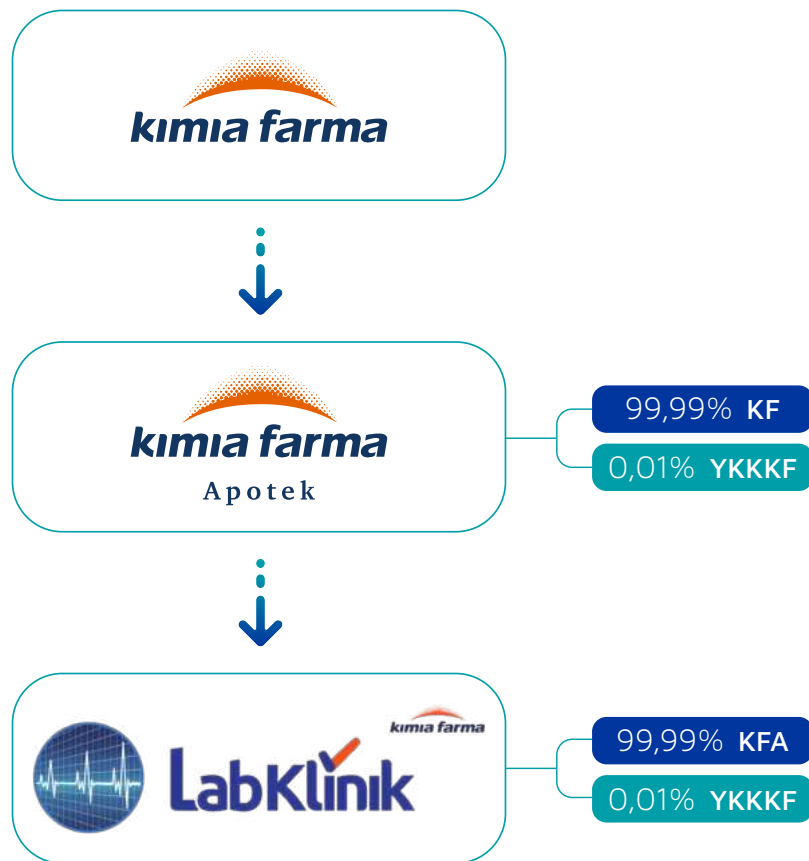 kimia farma
kimia farma
Apotek
99,99% KF
0,01% YKKKF
kimia farma
LabKlinik
99,99% KFA
0,01% YKKKF